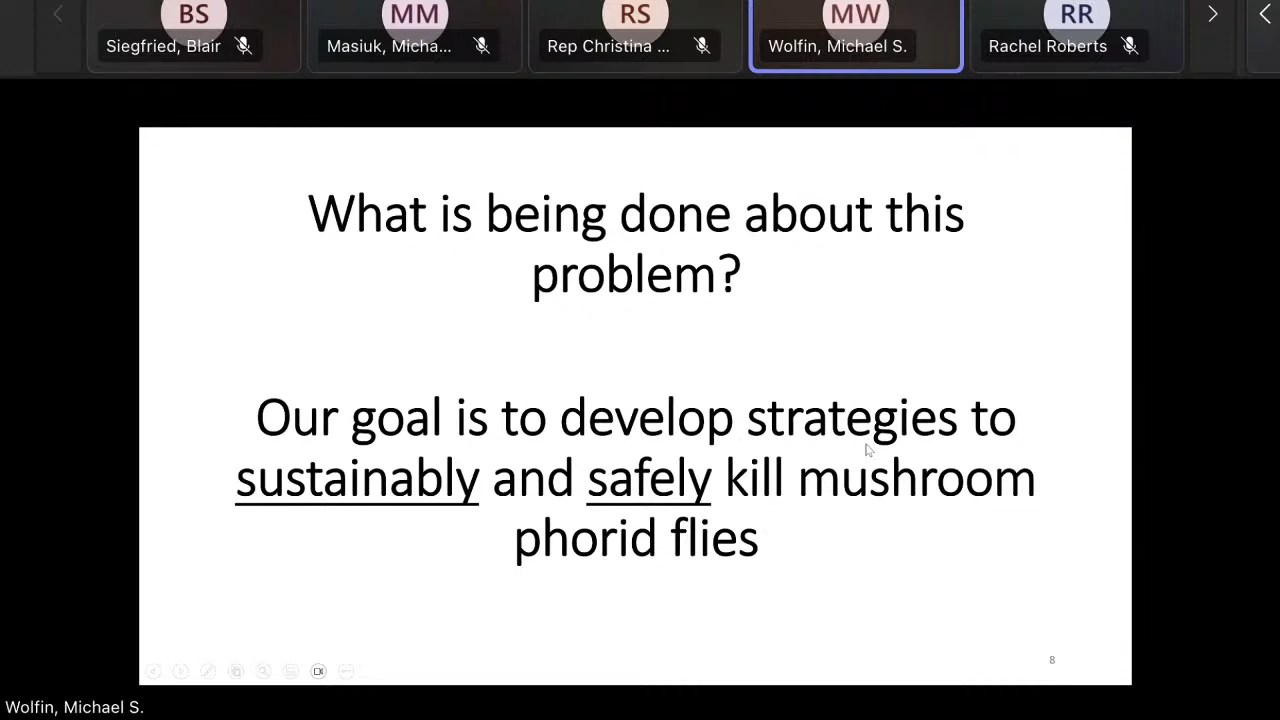 BS
MM
RS
MW
RR
Siegfried, Blair
Masiuk, Micha...
Rep Christina ...
Wolfin, Michael S.
Rachel Roberts
What is being done about this
problem?
Our goal is to develop strategies to
sustainably and safely kill mushroom
phorid flies
8
Wolfin, Michael S.